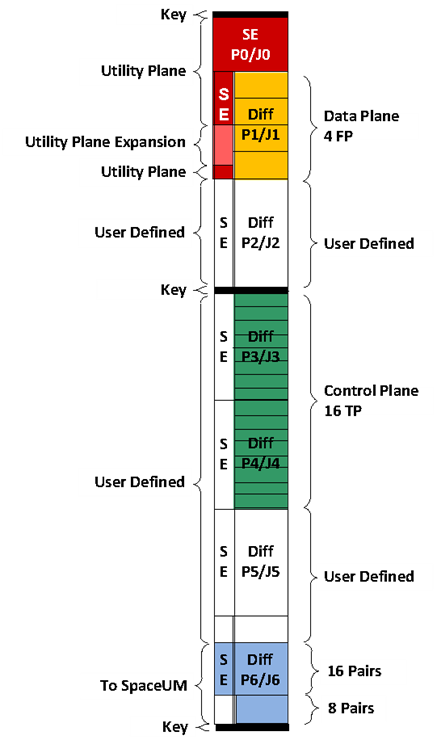 Key
SE
P0/J0
Utility Plane
S
E
Diff
P1/J1
Data Plane
4 FP
Utility Plane Expansion
Utility Plane
User Defined
S
E
Diff
P2/J2
User Defined
Key
S
E
Diff
P3/J3
Control Plane
16 TP
S
E
Diff
P4/J4
User Defined
S
E
Diff
P5/J5
User Defined
To SpaceUM
S
E
Diff
P6/J6
16 Pairs
8 Pairs
Key